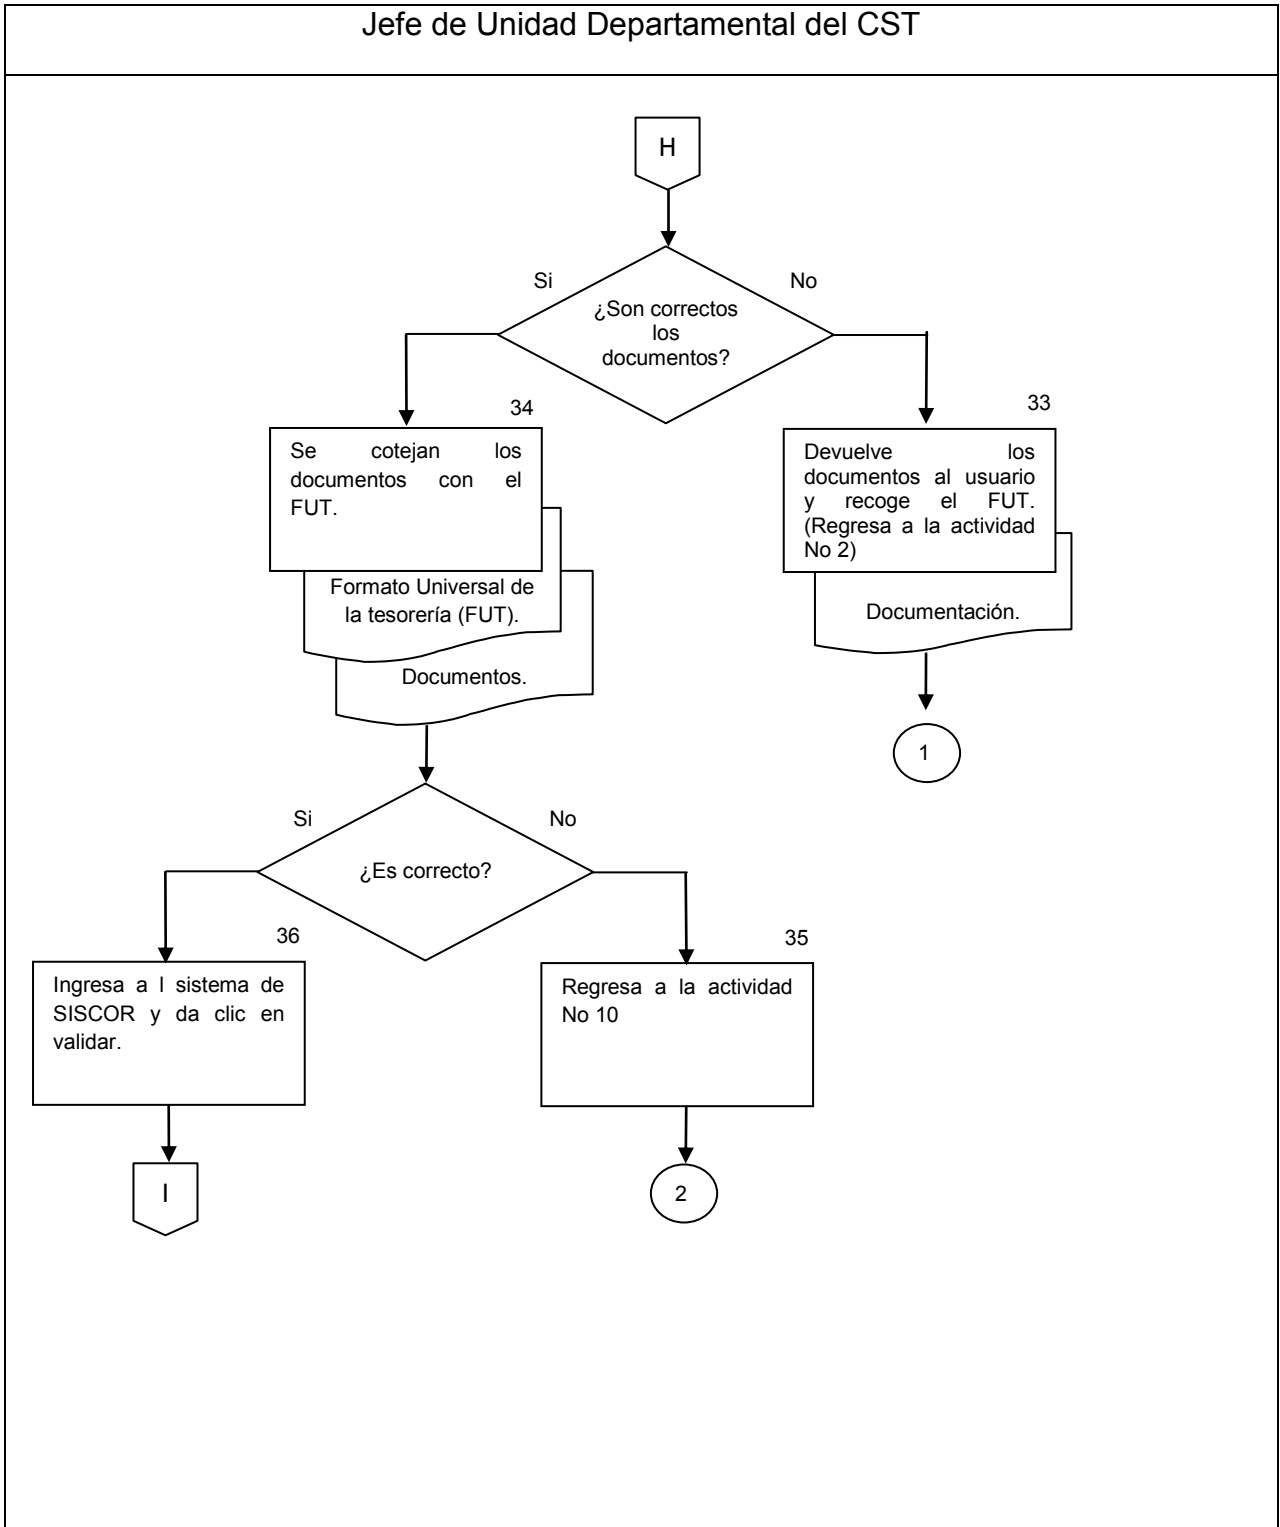 Jefe de Unidad Departamental del CST
H
Si
No
¿Son correctos
los
documentos?
34
33
Se cotejan los
documentos con el
FUT.
Devuelve los
documentos al usuario
y recoge el FUT.
(Regresa a la actividad
No 2)
Formato Universal de
la tesorería (FUT).
Documentación.
Documentos.
1
Si
No
¿Es correcto?
36
35
Ingresa a l sistema de
SISCOR y da clic en
validar.
Regresa a la actividad
No 10
I
2